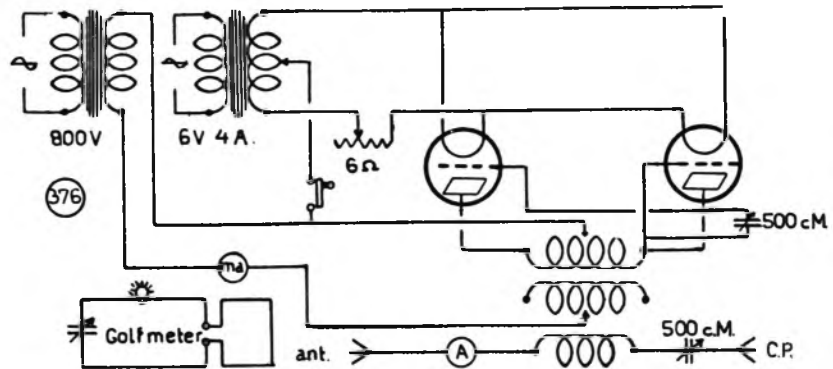 800V
6V 4A.
6Ω
376
500 cM
ma
Golfmeter
ant.
A
500 c.M.
C.P.